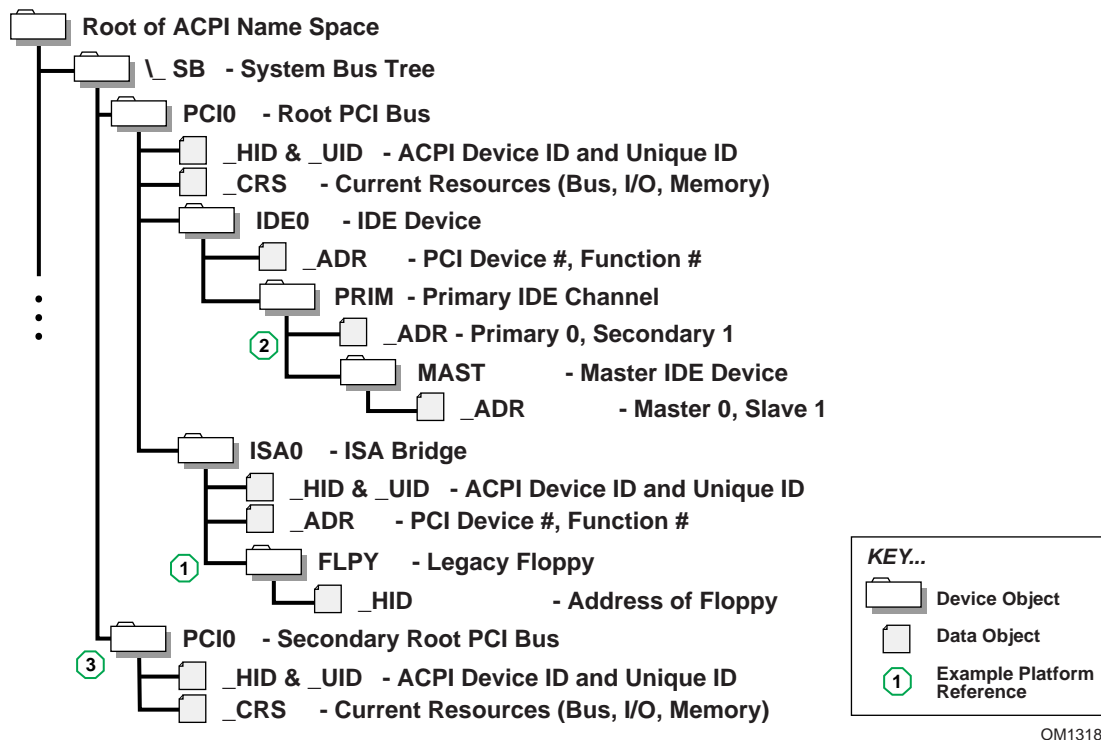 Root of ACPI Name Space
\_ SB - System Bus Tree
PCI0 - Root PCI Bus
_HID & _UID - ACPI Device ID and Unique ID
_CRS - Current Resources (Bus, I/O, Memory)
IDE0 - IDE Device
_ADR - PCI Device #, Function #
PRIM - Primary IDE Channel
2
_ADR - Primary 0, Secondary 1
MAST - Master IDE Device
_ADR - Master 0, Slave 1
ISA0 - ISA Bridge
_HID & _UID - ACPI Device ID and Unique ID
_ADR - PCI Device #, Function #
1
FLPY - Legacy Floppy
_HID - Address of Floppy
3
PCI0 - Secondary Root PCI Bus
_HID & _UID - ACPI Device ID and Unique ID
_CRS - Current Resources (Bus, I/O, Memory)
KEY...
Device Object
Data Object
1
Example Platform
Reference
OM1318